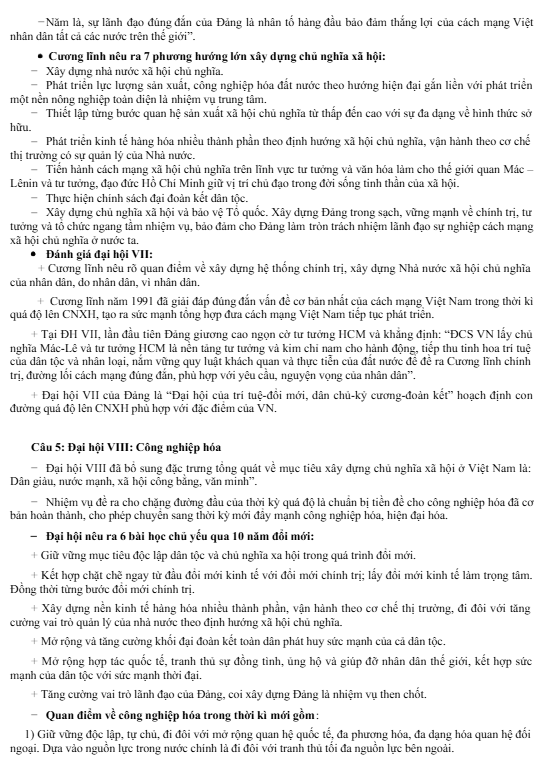 −Năm là, sự lãnh đạo đúng đắn của Đảng là nhân tố hàng đầu bảo đảm thắng lợi của cách mạng Việt
nhân dân tất cả các nước trên thế giới”.
● Cương lĩnh nêu ra 7 phương hướng lớn xây dựng chủ nghĩa xã hội:
− Xây dựng nhà nước xã hội chủ nghĩa.
− Phát triển lực lượng sản xuất, công nghiệp hóa đất nước theo hướng hiện đại gắn liền với phát triển
một nền nông nghiệp toàn diện là nhiệm vụ trung tâm.
− Thiết lập từng bước quan hệ sản xuất xã hội chủ nghĩa từ thấp đến cao với sự đa dạng về hình thức sở
hữu.
− Phát triển kinh tế hàng hóa nhiều thành phần theo định hướng xã hội chủ nghĩa, vận hành theo cơ chế
thị trường có sự quản lý của Nhà nước.
− Tiến hành cách mạng xã hội chủ nghĩa trên lĩnh vực tư tưởng và văn hóa làm cho thế giới quan Mác –
Lênin và tư tưởng, đạo đức Hồ Chí Minh giữ vị trí chủ đạo trong đời sống tinh thần của xã hội.
− Thực hiện chính sách đại đoàn kết dân tộc.
− Xây dựng chủ nghĩa xã hội và bảo vệ Tổ quốc. Xây dựng Đảng trong sạch, vững mạnh về chính trị, tư
tưởng và tổ chức ngang tầm nhiệm vụ, bảo đảm cho Đảng làm tròn trách nhiệm lãnh đạo sự nghiệp cách mạng
xã hội chủ nghĩa ở nước ta.
● Đánh giá đại hội VII:
+ Cương lĩnh nêu rõ quan điểm về xây dựng hệ thống chính trị, xây dựng Nhà nước xã hội chủ nghĩa
của nhân dân, do nhân dân, vì nhân dân.
+ Cương lĩnh năm 1991 đã giải đáp đúng đắn vấn đề cơ bản nhất của cách mạng Việt Nam trong thời kì
quá độ lên CNXH, tạo ra sức mạnh tổng hợp đưa cách mạng Việt Nam tiếp tục phát triển.
+ Tại ĐH VII, lần đầu tiên Đảng giương cao ngọn cờ tư tưởng HCM và khẳng định: “ĐCS VN lấy chủ
nghĩa Mác-Lê và tư tưởng HCM là nền tảng tư tưởng và kim chỉ nam cho hành động, tiếp thu tinh hoa trí tuệ
của dân tộc và nhân loại, nắm vững quy luật khách quan và thực tiễn của đất nước để đề ra Cương lĩnh chính
trị, đường lối cách mạng đúng đắn, phù hợp với yêu cầu, nguyện vọng của nhân dân”.
+ Đại hội VII của Đảng là “Đại hội của trí tuệ-đổi mới, dân chủ-kỷ cương-đoàn kết” hoạch định con
đường quá độ lên CNXH phù hợp với đặc điểm của VN.
Câu 5: Đại hội VIII: Công nghiệp hóa
− Đại hội VIII đã bổ sung đặc trưng tổng quát về mục tiêu xây dựng chủ nghĩa xã hội ở Việt Nam là:
Dân giàu, nước mạnh, xã hội công bằng, văn minh”.
− Nhiệm vụ đề ra cho chặng đường đầu của thời kỳ quá độ là chuẩn bị tiền đề cho công nghiệp hóa đã cơ
bản hoàn thành, cho phép chuyển sang thời kỳ mới đẩy mạnh công nghiệp hóa, hiện đại hóa.
− Đại hội nêu ra 6 bài học chủ yếu qua 10 năm đổi mới:
+ Giữ vững mục tiêu độc lập dân tộc và chủ nghĩa xa hội trong quá trình đổi mới.
+ Kết hợp chặt chẽ ngay từ đầu đổi mới kinh tế với đổi mới chính trị; lấy đổi mới kinh tế làm trọng tâm.
Đồng thời từng bước đổi mới chính trị.
+ Xây dựng nền kinh tế hàng hóa nhiều thành phần, vận hành theo cơ chế thị trường, đi đôi với tăng
cường vai trò quản lý của nhà nước theo định hướng xã hội chủ nghĩa.
+ Mở rộng và tăng cường khối đại đoàn kết toàn dân phát huy sức mạnh của cả dân tộc.
+ Mở rộng hợp tác quốc tế, tranh thủ sự đồng tình, ủng hộ và giúp đỡ nhân dân thế giới, kết hợp sức
mạnh của dân tộc với sức mạnh thời đại.
+ Tăng cường vai trò lãnh đạo của Đảng, coi xây dựng Đảng là nhiệm vụ then chốt.
− Quan điểm về công nghiệp hóa trong thời kì mới gồm:
1) Giữ vững độc lập, tự chủ, đi đôi với mở rộng quan hệ quốc tế, đa phương hóa, đa dạng hóa quan hệ đối
ngoại. Dựa vào nguồn lực trong nước chính là đi đôi với tranh thủ tối đa nguồn lực bên ngoài.